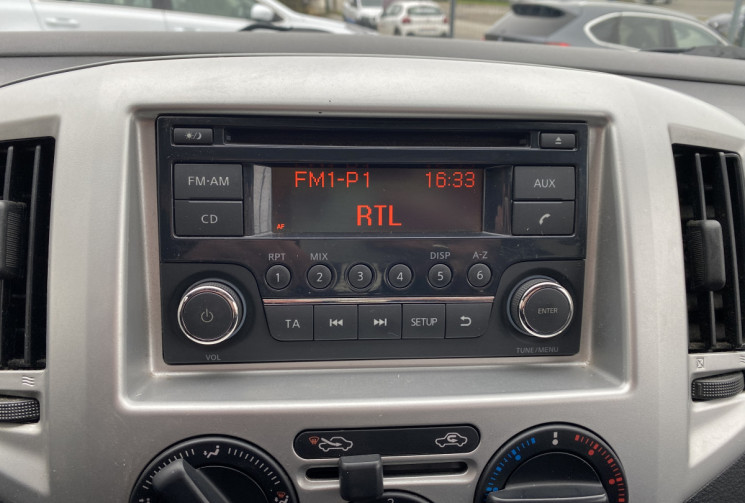 FM·AM
CD
FM1-P1 16:33
AF RTL
AUX
RPT MIX DISP A-Z
1 2 3 4 5 6
TA SETUP
VOL
ENTER
TUNE/MENU